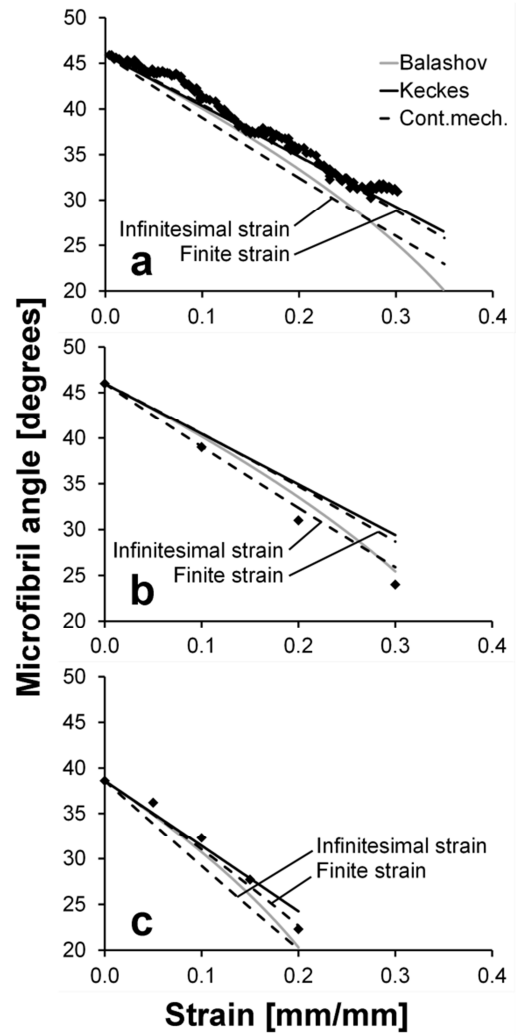 Microfibril angle [degrees]
50
45
40
35
30
25
20
Balashov
Keckes
Cont.mech.
Infinitesimal strain
Finite strain
a
0.0 0.1 0.2 0.3 0.4
50
45
40
35
30
25
20
Infinitesimal strain
Finite strain
b
0.0 0.1 0.2 0.3 0.4
50
45
40
35
30
25
20
Infinitesimal strain
Finite strain
c
0.0 0.1 0.2 0.3 0.4
Strain [mm/mm]